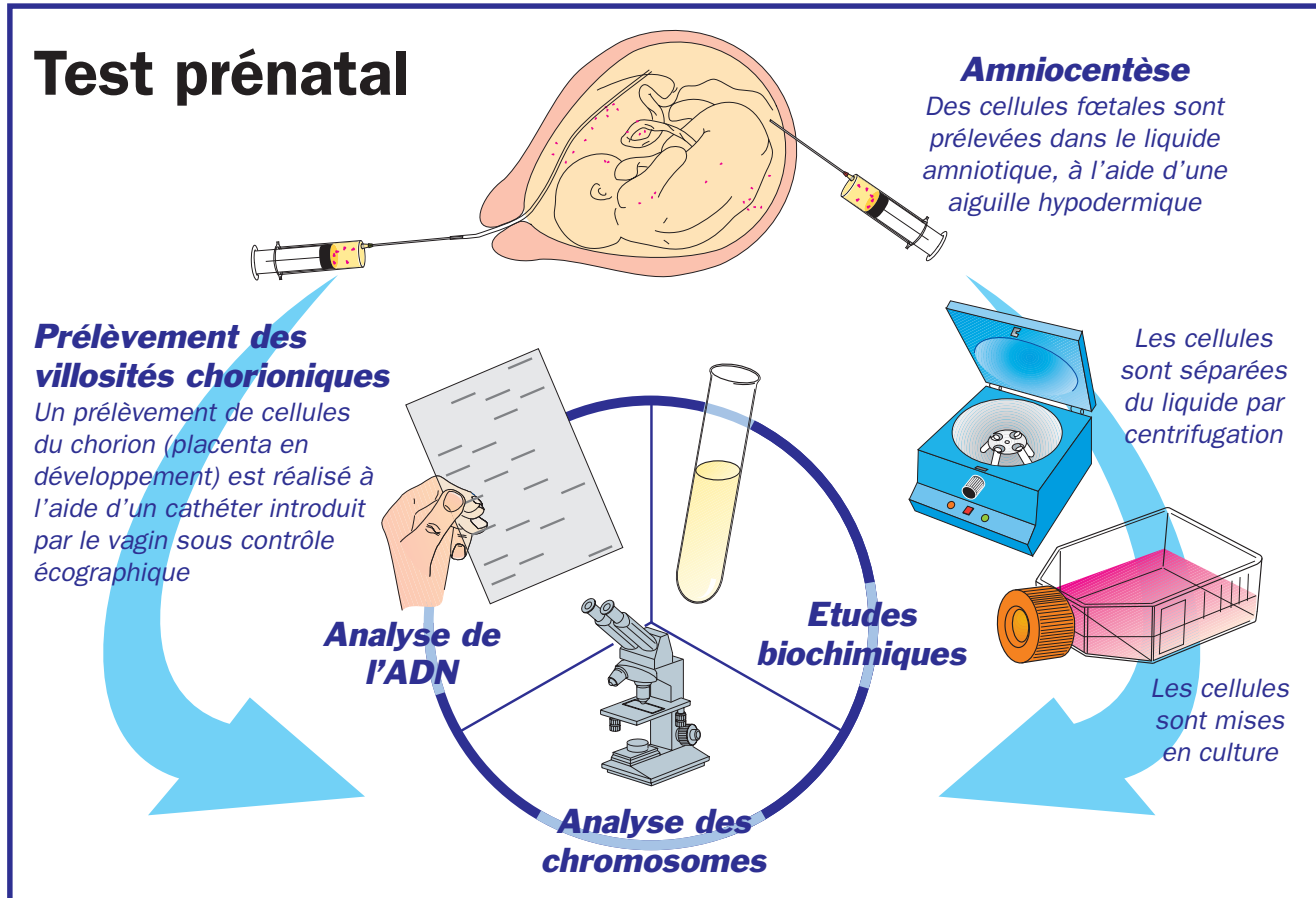 Test prénatal
Amniocentèse
Des cellules fœtales sont
prélevées dans le liquide
amniotique, à l’aide d’une
aiguille hypodermique
Prélèvement des
villosités chorioniques
Un prélèvement de cellules
du chorion (placenta en
développement) est réalisé à
l’aide d’un cathéter introduit
par le vagin sous contrôle
écographique
Les cellules
sont séparées
du liquide par
centrifugation
Analyse de
l’ADN
Etudes
biochimiques
Les cellules
sont mises
en culture
Analyse des
chromosomes